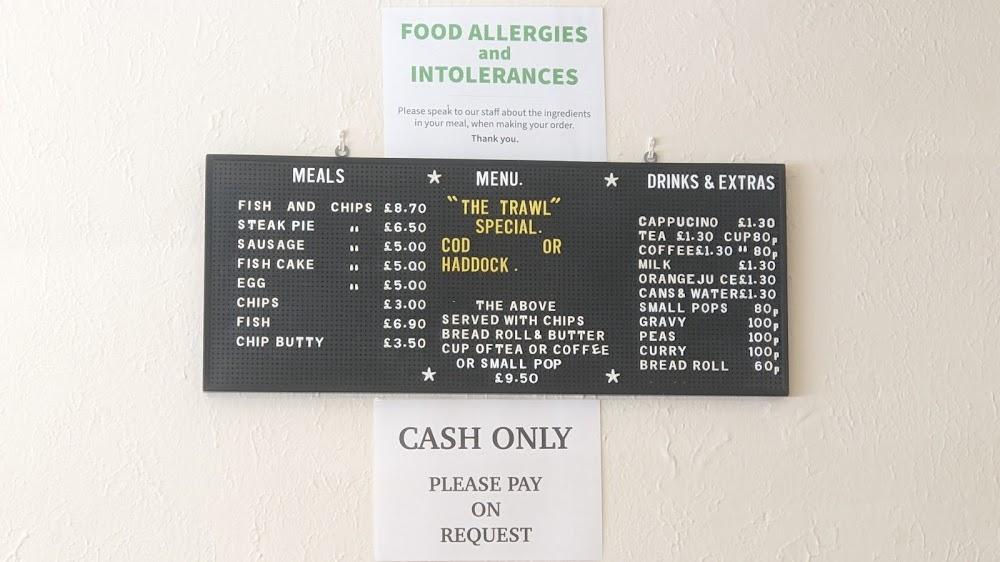 FOOD ALLERGIES
and
INTOLERANCES
Please speak to our staff about the ingredients
in your meal, when making your order.
Thank you.
MEALS
FISH AND CHIPS £8.70
STEAK PIE " £6.50
SAUSAGE " £5.00
FISH CAKE " £5.00
EGG " £5.00
CHIPS £3.00
FISH £6.90
CHIP BUTTY £3.50
MENU.
"THE TRAWL"
SPECIAL.
COD OR
HADDOCK.
THE ABOVE
SERVED WITH CHIPS
BREAD ROLL & BUTTER
CUP OF TEA OR COFFEE
OR SMALL POP
£9.50
DRINKS & EXTRAS
CAPPUCINO £1.30
TEA £1.30 CUP 80p
COFFEE £1.30 " 80p
MILK £1.30
ORANGEJU CE £1.30
CANS & WATER £1.30
SMALL POPS 80p
GRAVY 100p
PEAS 100p
CURRY 100p
BREAD ROLL 60p
CASH ONLY
PLEASE PAY
ON
REQUEST